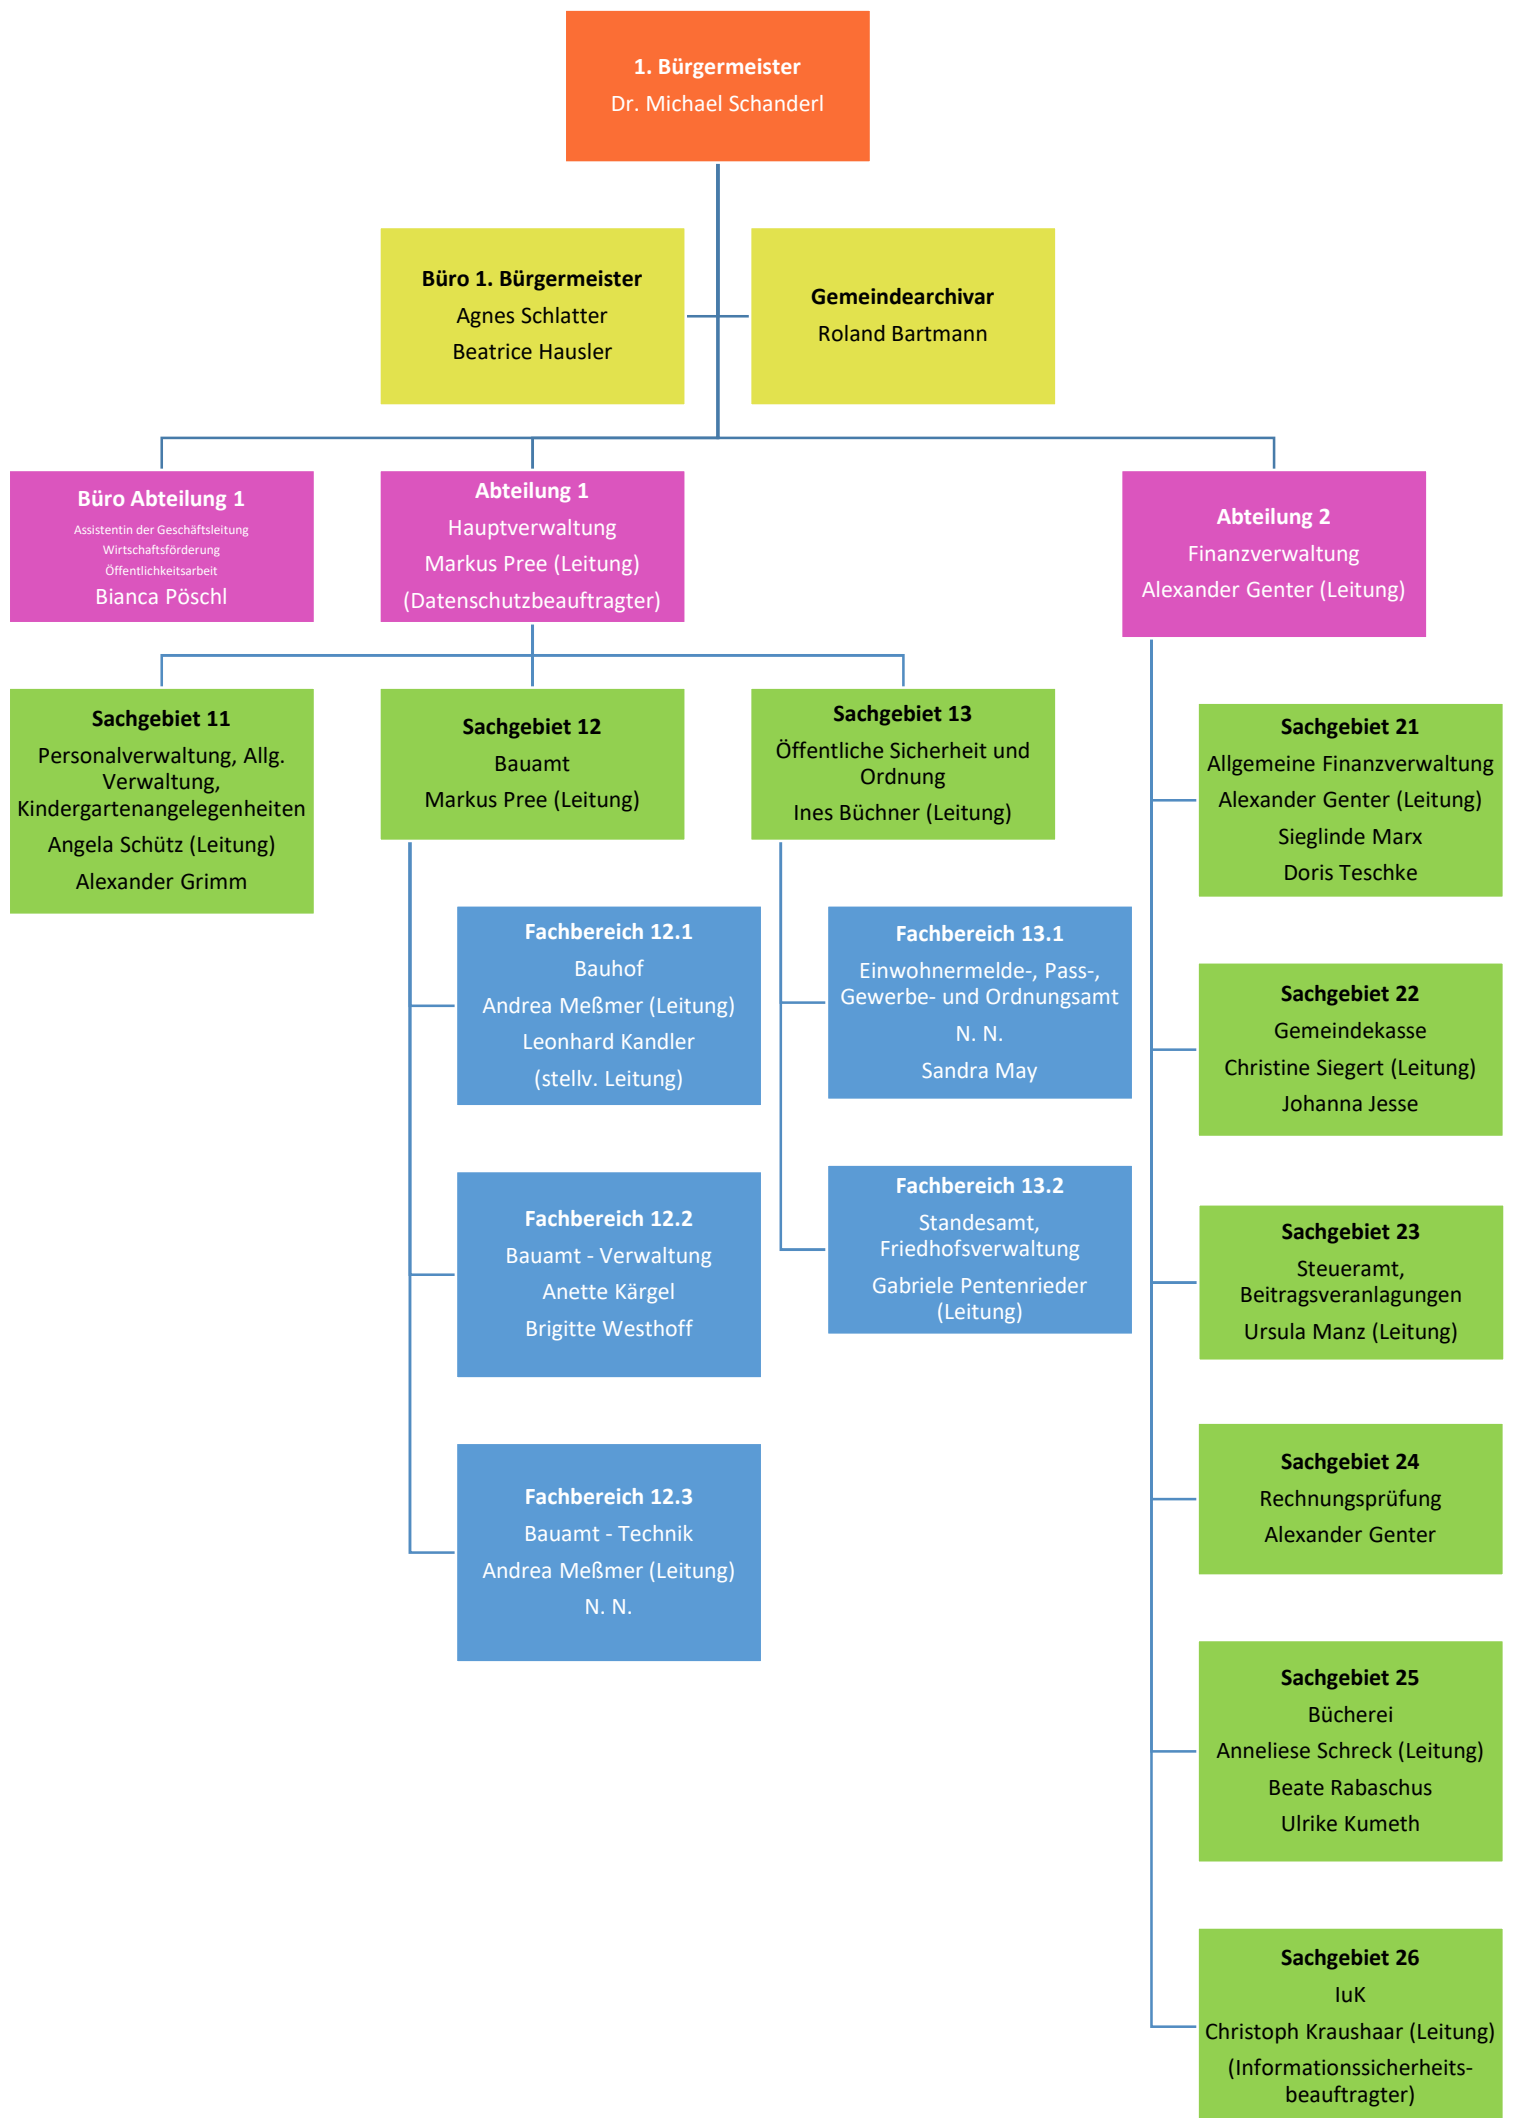 1. Bürgermeister
Dr. Michael Schanderl
Büro 1. Bürgermeister
Agnes Schlatter
Beatrice Hausler
Gemeindearchivar
Roland Bartmann
Büro Abteilung 1
Assistentin der Geschäftsleitung
Wirtschaftsförderung
Öffentlichkeitsarbeit
Bianca Pöschl
Abteilung 1
Hauptverwaltung
Markus Pree (Leitung)
(Datenschutzbeauftragter)
Abteilung 2
Finanzverwaltung
Alexander Genter (Leitung)
Sachgebiet 11
Personalverwaltung, Allg.
Verwaltung,
Kindergartenangelegenheiten
Angela Schütz (Leitung)
Alexander Grimm
Sachgebiet 12
Bauamt
Markus Pree (Leitung)
Fachbereich 12.1
Bauhof
Andrea Meßmer (Leitung)
Leonhard Kandler
(stellv. Leitung)
Fachbereich 12.2
Bauamt - Verwaltung
Anette Kärgel
Brigitte Westhoff
Fachbereich 12.3
Bauamt - Technik
Andrea Meßmer (Leitung)
N. N.
Sachgebiet 13
Öffentliche Sicherheit und
Ordnung
Ines Büchner (Leitung)
Fachbereich 13.1
Einwohnermelde-, Pass-,
Gewerbe- und Ordnungsamt
N. N.
Sandra May
Fachbereich 13.2
Standesamt,
Friedhofsverwaltung
Gabriele Pentenrieder
(Leitung)
Sachgebiet 21
Allgemeine Finanzverwaltung
Alexander Genter (Leitung)
Sieglinde Marx
Doris Teschke
Sachgebiet 22
Gemeindekasse
Christine Siegert (Leitung)
Johanna Jesse
Sachgebiet 23
Steueramt,
Beitragsveranlagungen
Ursula Manz (Leitung)
Sachgebiet 24
Rechnungsprüfung
Alexander Genter
Sachgebiet 25
Bücherei
Anneliese Schreck (Leitung)
Beate Rabaschus
Ulrike Kumeth
Sachgebiet 26
IuK
Christoph Kraushaar (Leitung)
(Informationssicherheits-
beauftragter)